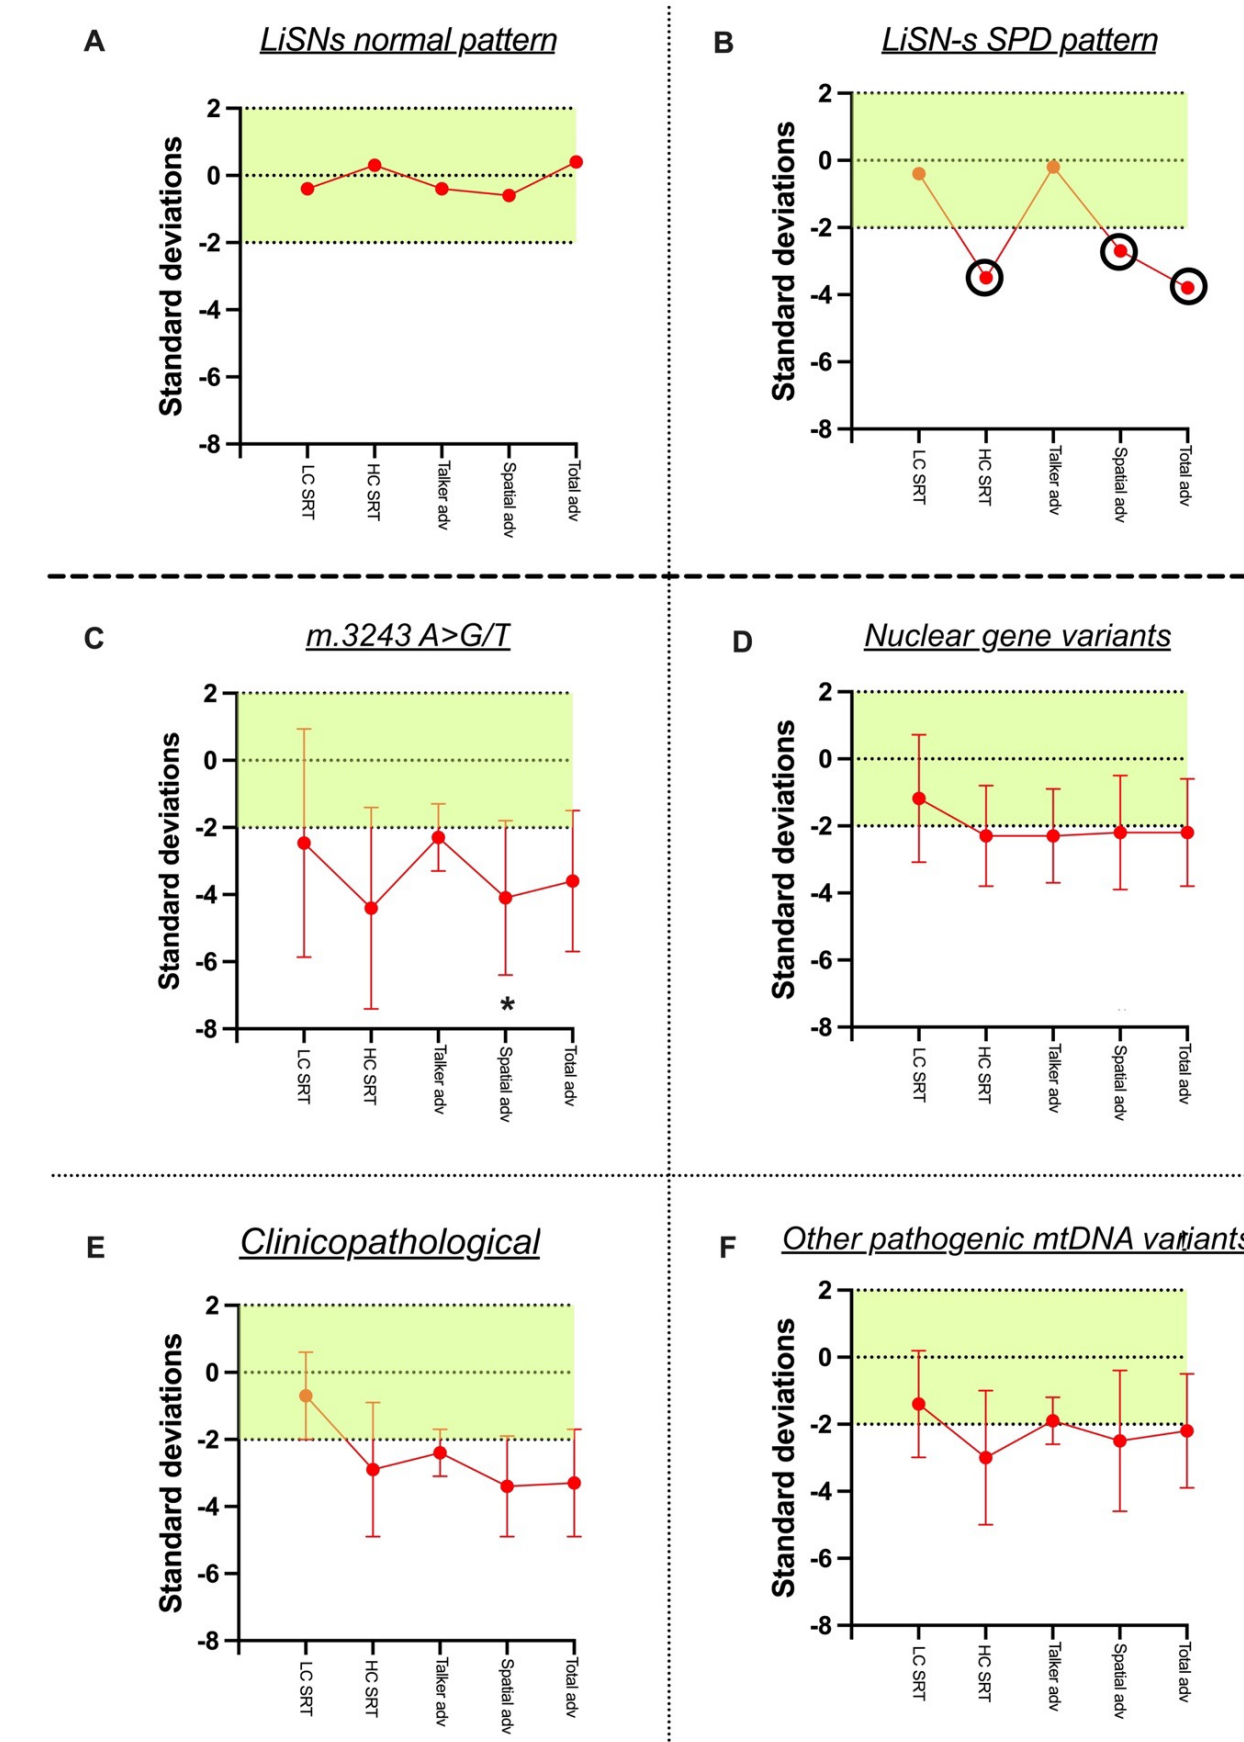 A
LiSNs normal pattern
Standard deviations
2
0
-2
-4
-6
-8
LC SRT
HC SRT
Talker adv
Spatial adv
Total adv
B
LiSN-s SPD pattern
Standard deviations
2
0
-2
-4
-6
-8
LC SRT
HC SRT
Talker adv
Spatial adv
Total adv
C
m.3243 A>G/T
Standard deviations
2
0
-2
-4
-6
-8
*
LC SRT
HC SRT
Talker adv
Spatial adv
Total adv
D
Nuclear gene variants
Standard deviations
2
0
-2
-4
-6
-8
LC SRT
HC SRT
Talker adv
Spatial adv
Total adv
E
Clinicopathological
Standard deviations
2
0
-2
-4
-6
-8
LC SRT
HC SRT
Talker adv
Spatial adv
Total adv
F
Other pathogenic mtDNA variants
Standard deviations
2
0
-2
-4
-6
-8
LC SRT
HC SRT
Talker adv
Spatial adv
Total adv